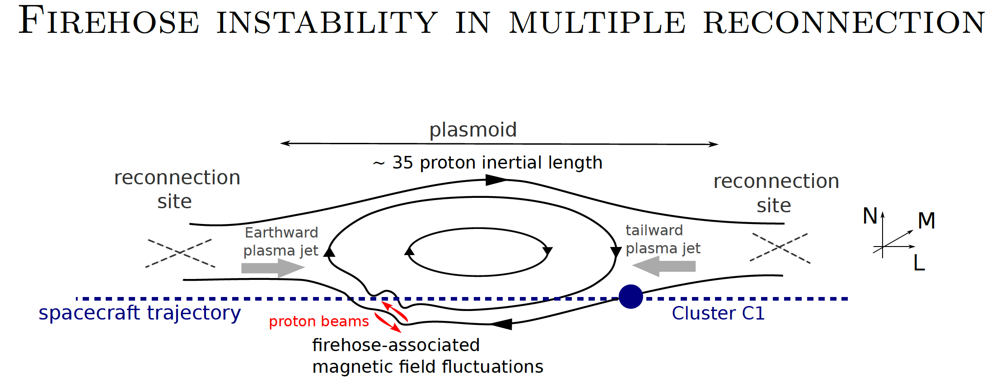 FIREHOSE INSTABILITY IN MULTIPLE RECONNECTION
plasmoid
~ 35 proton inertial length
reconnection
site
reconnection
site
Earthward
plasma jet
tailward
plasma jet
N
M
L
spacecraft trajectory
Cluster C1
proton beams
firehose-associated
magnetic field fluctuations